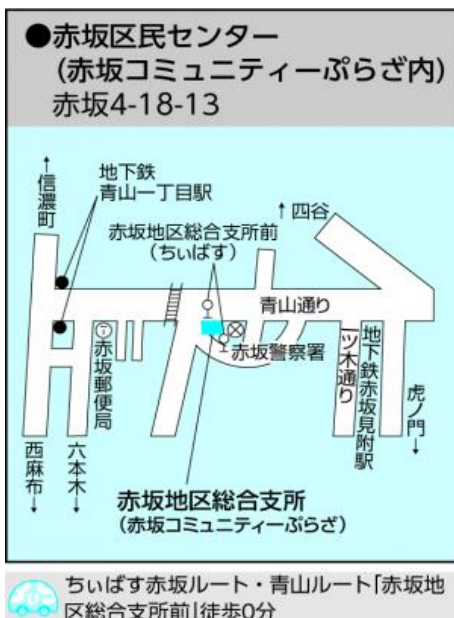 ●赤坂区民センター
(赤坂コミュニティーぷらざ内)
赤坂4-18-13
↑信濃町
地下鉄
青山一丁目駅
↑四谷
赤坂地区総合支所前
(ちぃばす)
青山通り
〒赤坂郵便局
赤坂警察署
一ツ木通り
地下鉄赤坂見附駅
虎ノ門↓
西麻布↓
六本木↓
赤坂地区総合支所
(赤坂コミュニティーぷらざ)
ちぃばす赤坂ルート・青山ルート「赤坂地
区総合支所前」徒歩0分